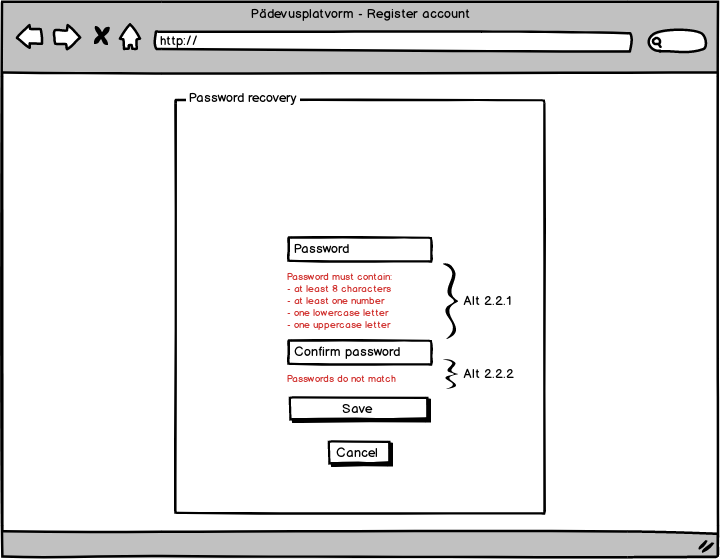 Pädevusplatvorm - Register account
http://
Password recovery
Password
Password must contain:
- at least 8 characters
- at least one number
- one lowercase letter
- one uppercase letter
Alt 2.2.1
Confirm password
Passwords do not match
Alt 2.2.2
Save
Cancel